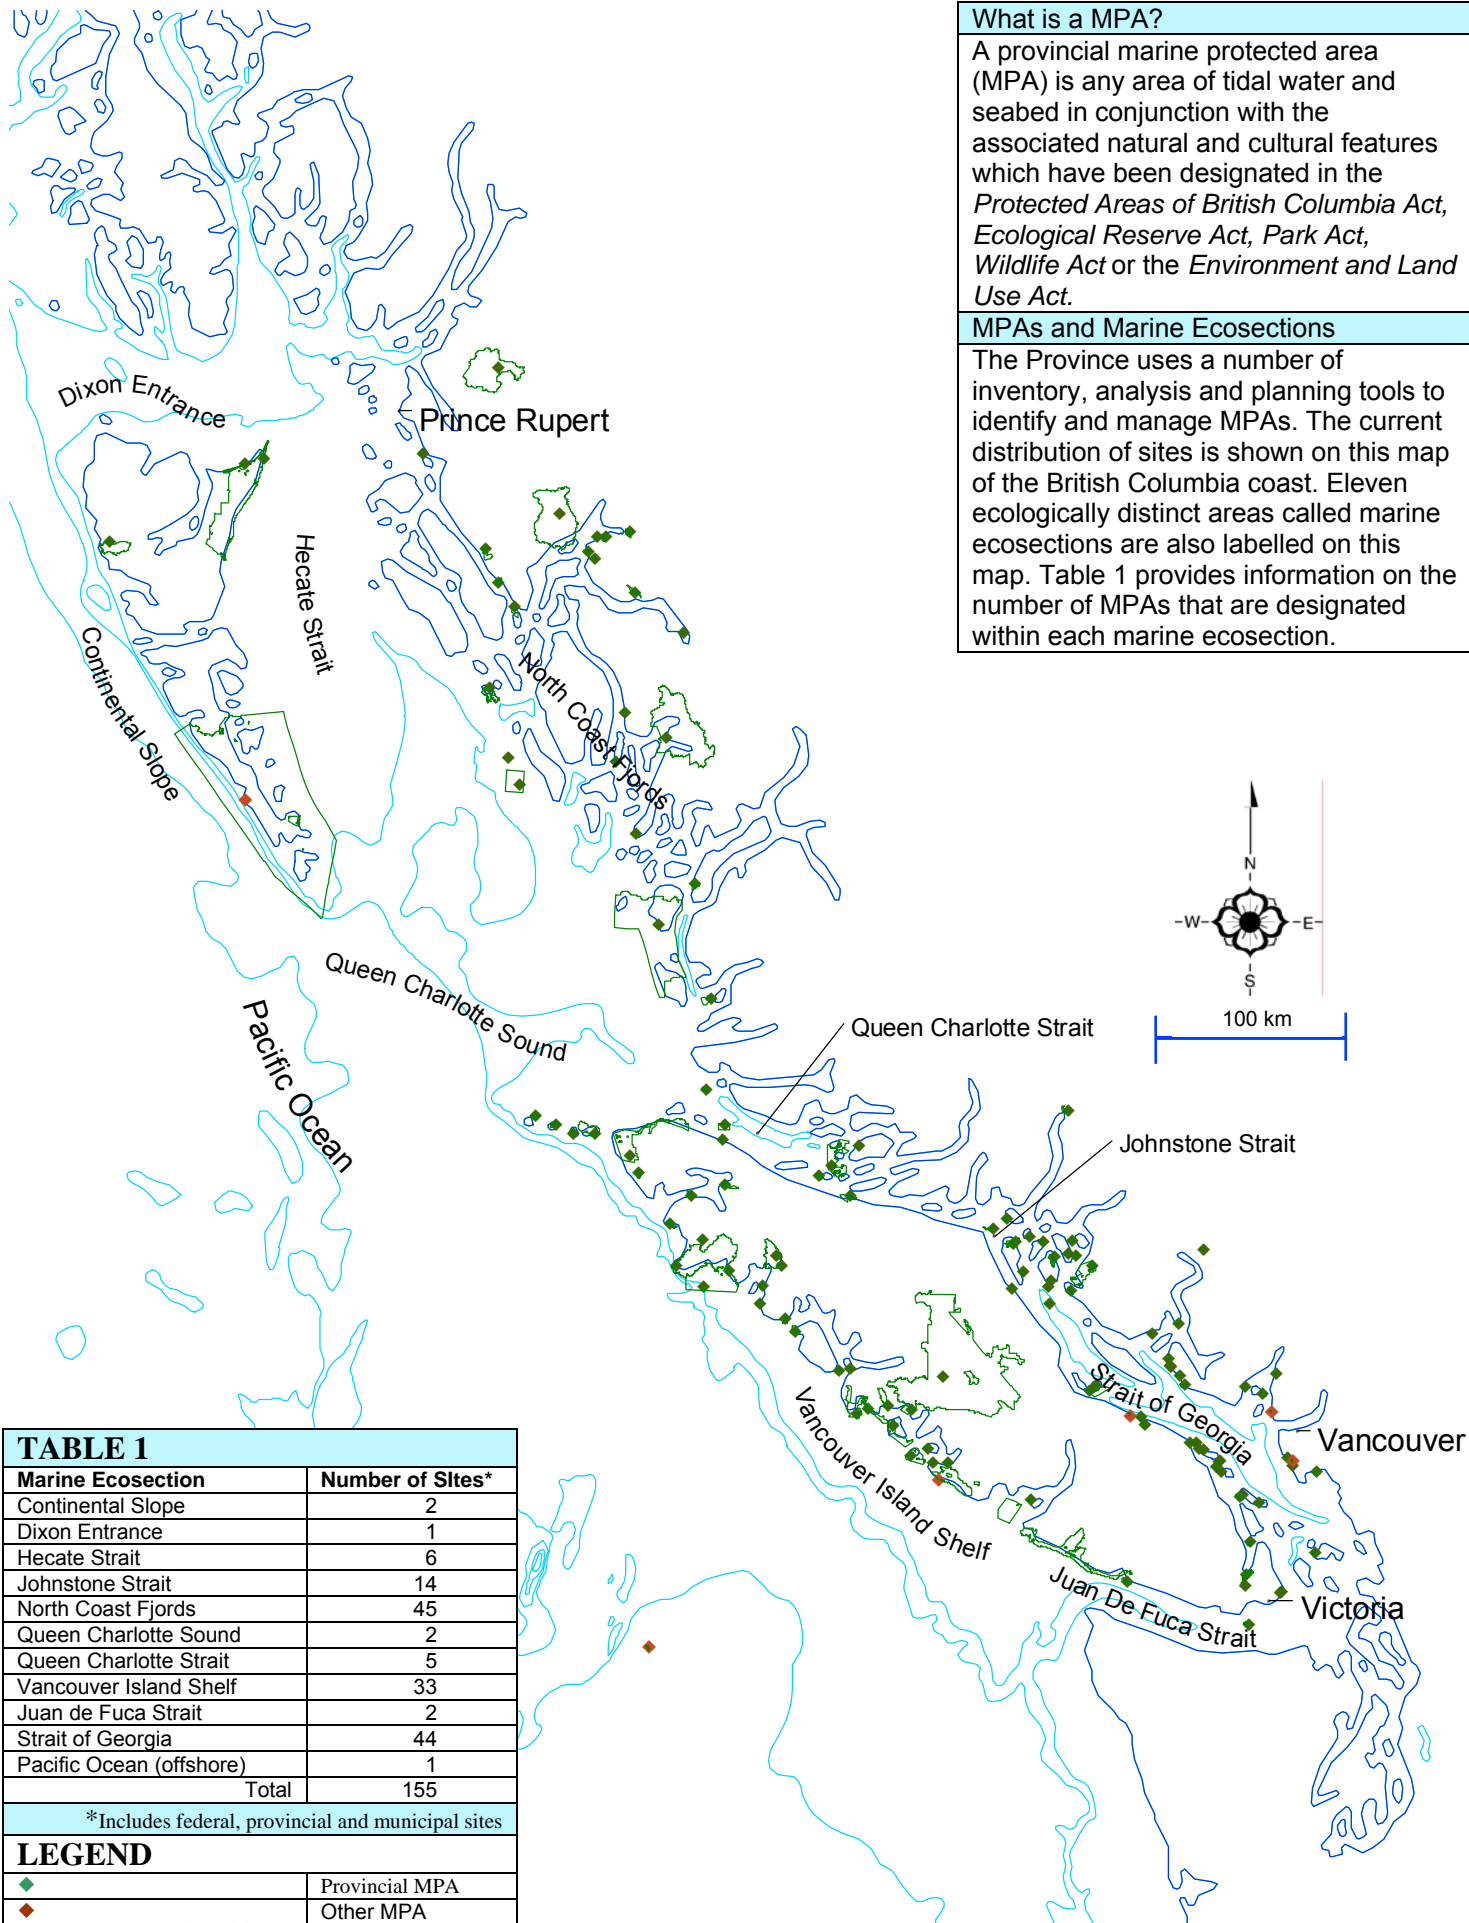 What is a MPA?
A provincial marine protected area
(MPA) is any area of tidal water and
seabed in conjunction with the
associated natural and cultural features
which have been designated in the
Protected Areas of British Columbia Act,
Ecological Reserve Act, Park Act,
Wildlife Act or the Environment and Land
Use Act.
MPAs and Marine Ecosections
The Province uses a number of
inventory, analysis and planning tools to
identify and manage MPAs. The current
distribution of sites is shown on this map
of the British Columbia coast. Eleven
ecologically distinct areas called marine
ecosections are also labelled on this
map. Table 1 provides information on the
number of MPAs that are designated
within each marine ecosection.
Dixon Entrance
Prince Rupert
Hecate Strait
Continental Slope
North Coast Fjords
N
W
E
S
100 km
Queen Charlotte Sound
Pacific Ocean
Queen Charlotte Strait
Johnstone Strait
Strait of Georgia
Vancouver
Vancouver Island Shelf
Juan De Fuca Strait
Victoria
TABLE 1
Marine Ecosection Number of SItes*
Continental Slope 2
Dixon Entrance 1
Hecate Strait 6
Johnstone Strait 14
North Coast Fjords 45
Queen Charlotte Sound 2
Queen Charlotte Strait 5
Vancouver Island Shelf 33
Juan de Fuca Strait 2
Strait of Georgia 44
Pacific Ocean (offshore) 1
Total 155
*Includes federal, provincial and municipal sites
LEGEND
Provincial MPA
Other MPA